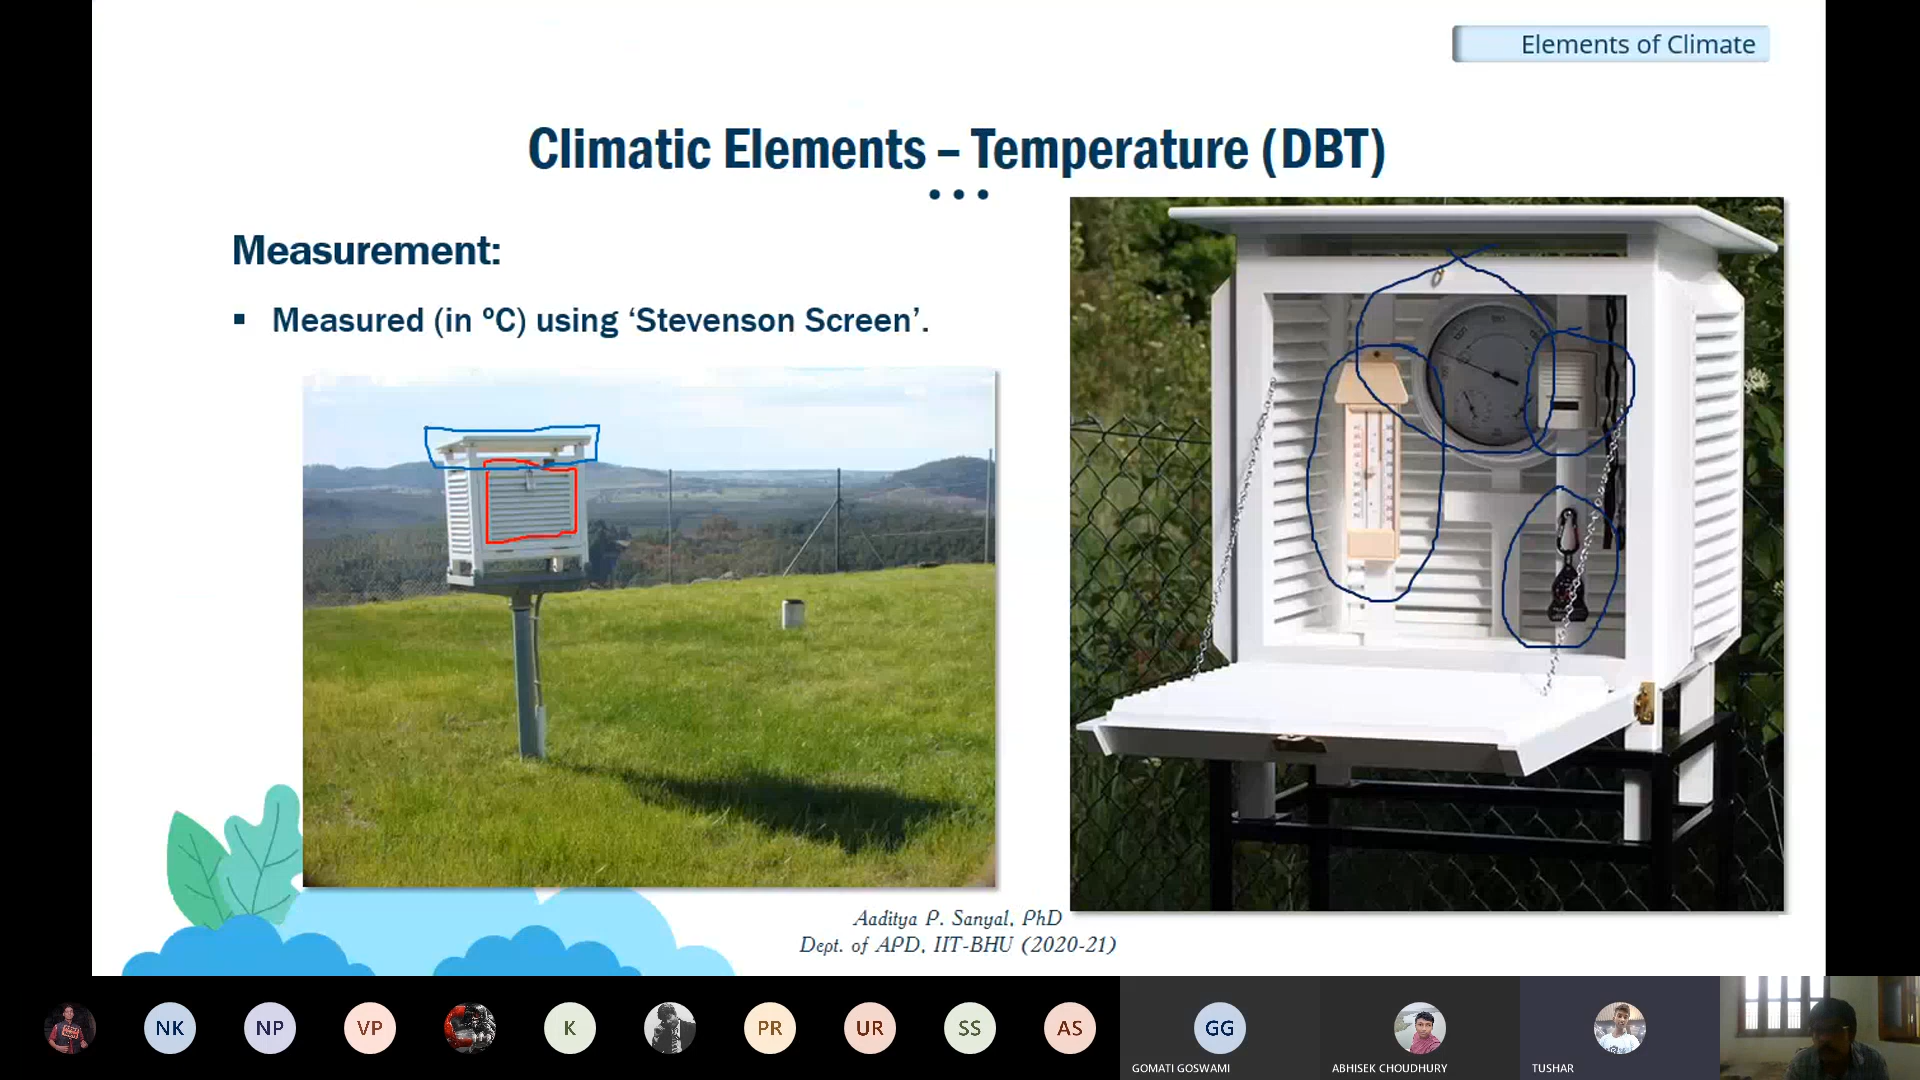 Elements of Climate
Climatic Elements – Temperature (DBT)
Measurement:
▪ Measured (in ºC) using ‘Stevenson Screen’.
Aaditya P. Sanyal, PhD
Dept. of APD, IIT-BHU (2020-21)
NK
NP
VP
K
PR
UR
SS
AS
GG
GOMATI GOSWAMI
ABHISEK CHOUDHURY
TUSHAR